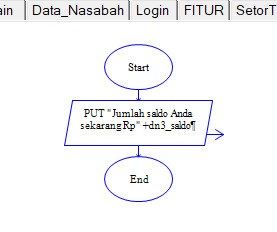 ain Data_Nasabah Login FITUR SetorT
Start
PUT "Jumlah saldo Anda
sekarang Rp" +dn3_saldo¶
End